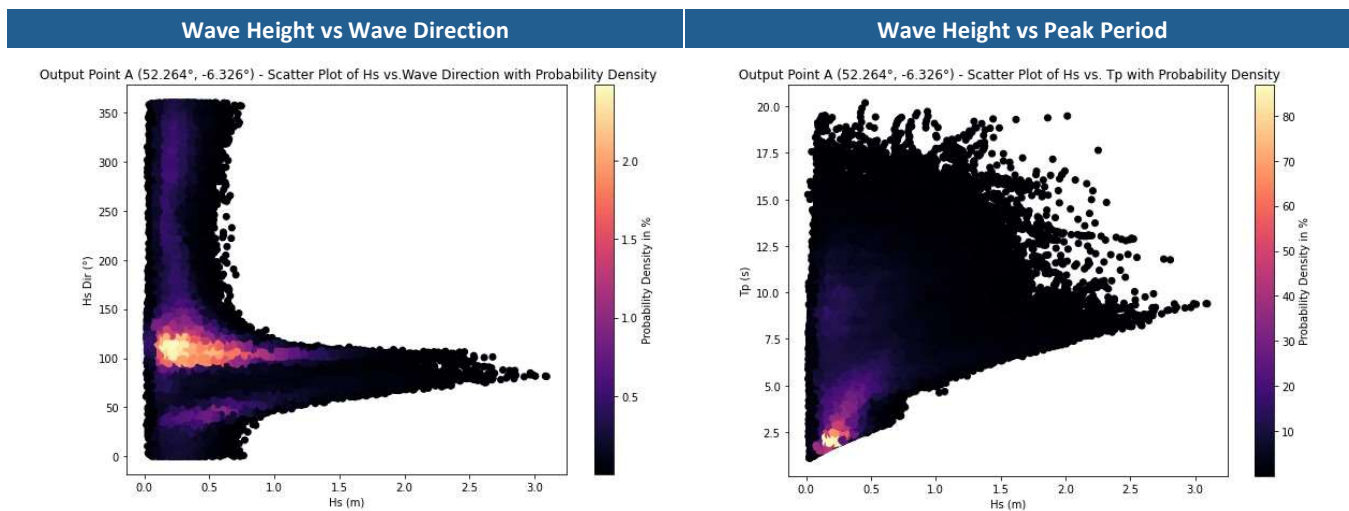 Wave Height vs Wave Direction
Wave Height vs Peak Period
Output Point A (52.264°, -6.326°) - Scatter Plot of Hs vs.Wave Direction with Probability Density
350
300
250
200
150
100
50
0
Hs Dir (°)
0.0 0.5 1.0 1.5 2.0 2.5 3.0
Hs (m)
2.0
1.5
1.0
0.5
Probability Density in %
Output Point A (52.264°, -6.326°) - Scatter Plot of Hs vs. Tp with Probability Density
20.0
17.5
15.0
12.5
10.0
7.5
5.0
2.5
Tp (s)
0.0 0.5 1.0 1.5 2.0 2.5 3.0
Hs (m)
80
70
60
50
40
30
20
10
Probability Density in %